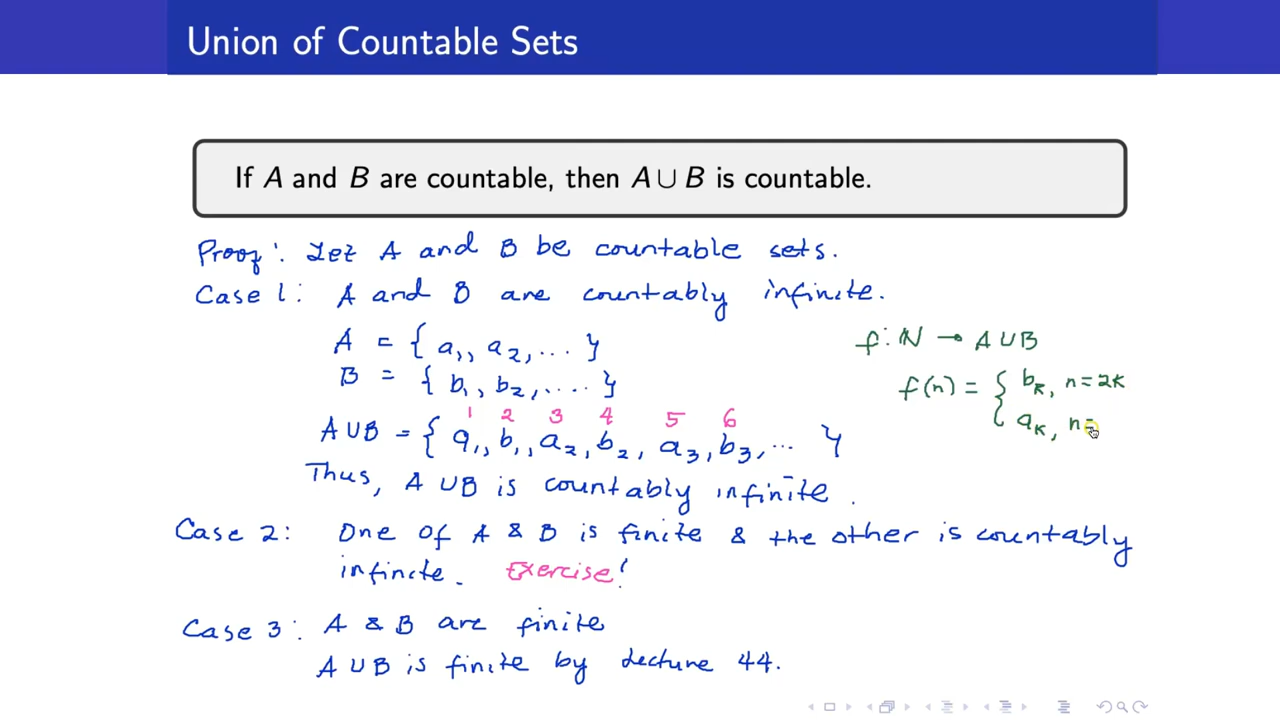 Union of Countable Sets
If A and B are countable, then A ∪ B is countable.
Proof: Let A and B be countable sets.
Case 1: A and B are countably infinite.
A = { a₁, a₂, ... }
B = { b₁, b₂, .... }
1 2 3 4 5 6
A ∪ B = { a₁, b₁, a₂, b₂, a₃, b₃, ... }
Thus, A ∪ B is countably infinite.
f: ℕ → A ∪ B
f(n) = { bₖ, n = 2k
{ aₖ, n =
Case 2: One of A & B is finite & the other is countably
infinite. Exercise!
Case 3: A & B are finite
A ∪ B is finite by Lecture 44.